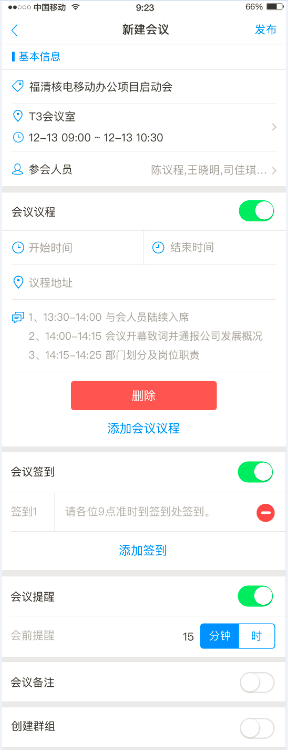 中国移动 9:23 66%
新建会议 发布
基本信息
福清核电移动办公项目启动会
T3会议室
12-13 09:00 ~ 12-13 10:30
参会人员 陈议程,王晓明,司佳琪...
会议议程
开始时间 结束时间
议程地址
1、13:30-14:00 与会人员陆续入席
2、14:00-14:15 会议开幕致词并通报公司发展概况
3、14:15-14:25 部门划分及岗位职责
删除
添加会议议程
会议签到
签到1 请各位9点准时到签到处签到。
添加签到
会议提醒
会前提醒 15 分钟 时
会议备注
创建群组